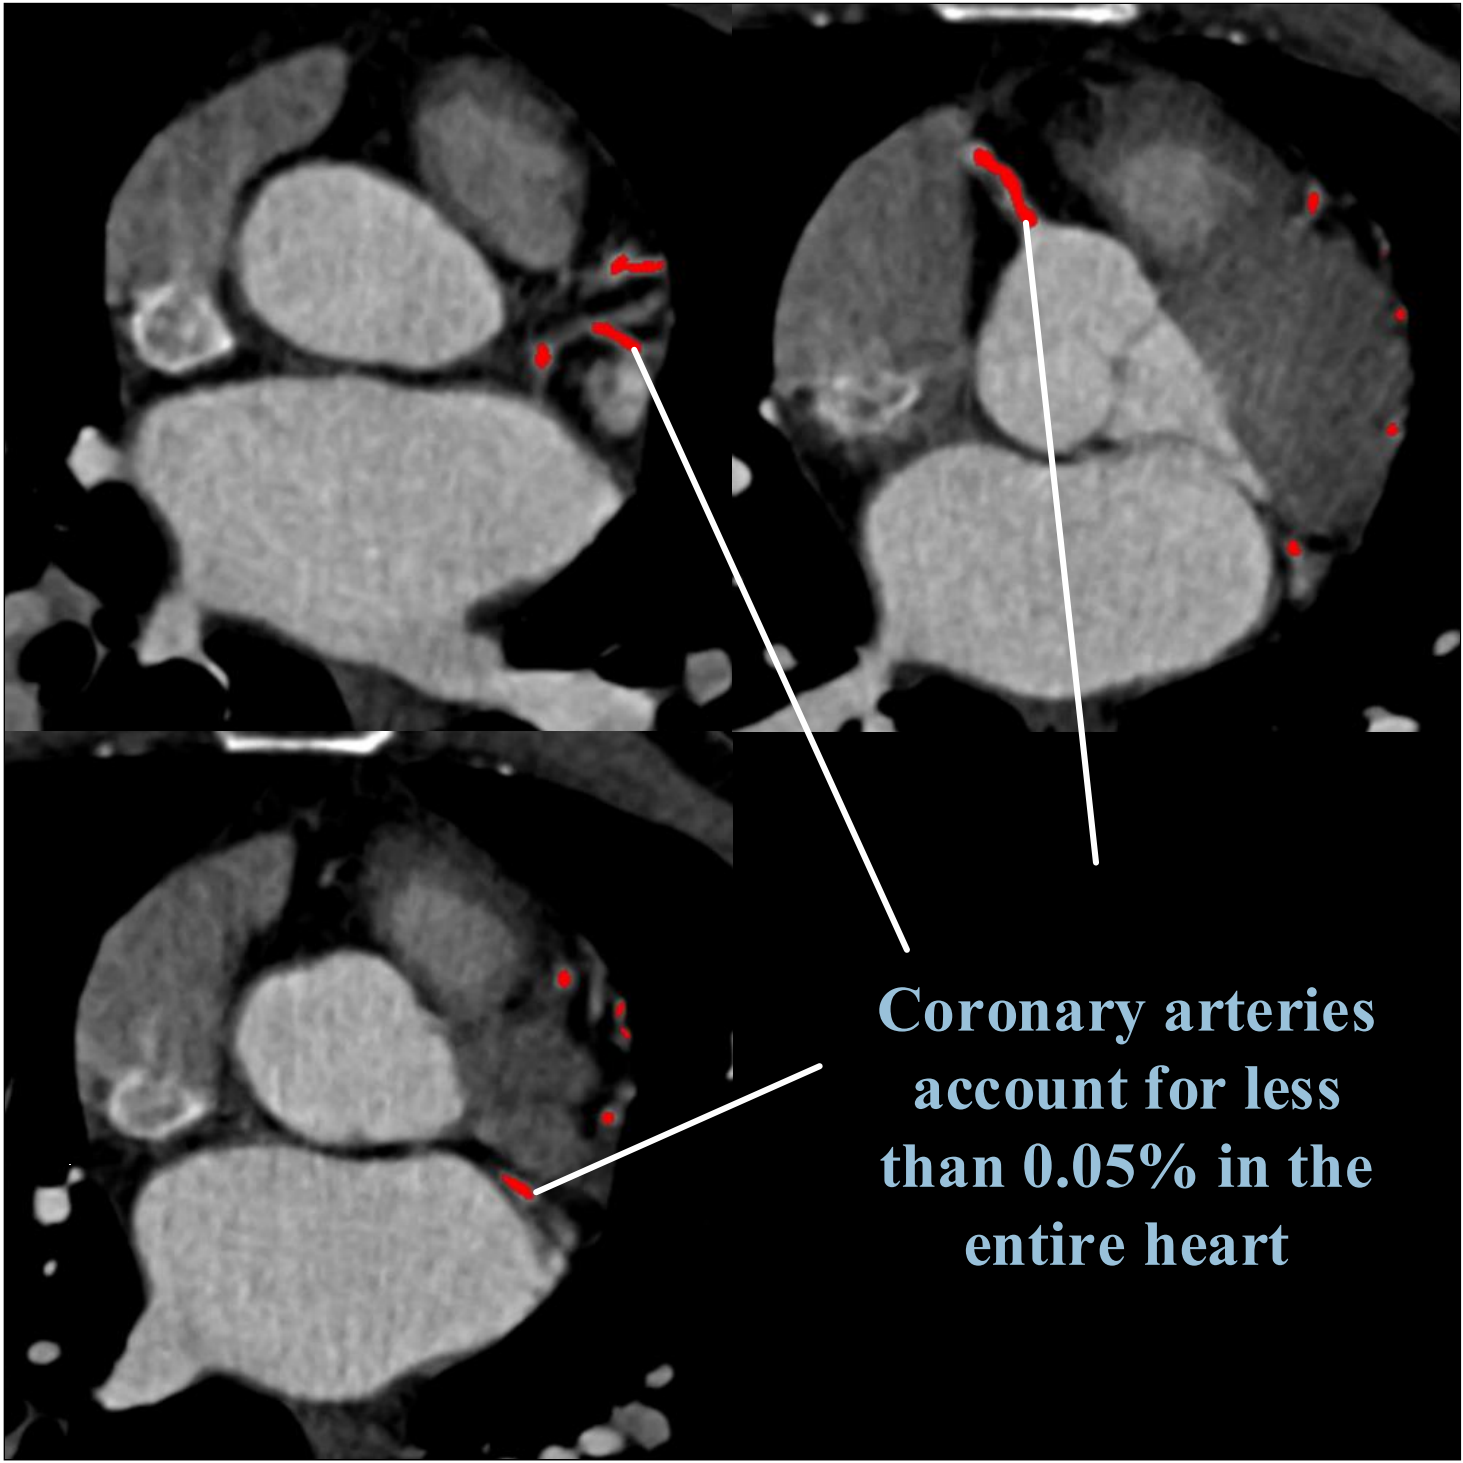 Coronary arteries
account for less
than 0.05% in the
entire heart